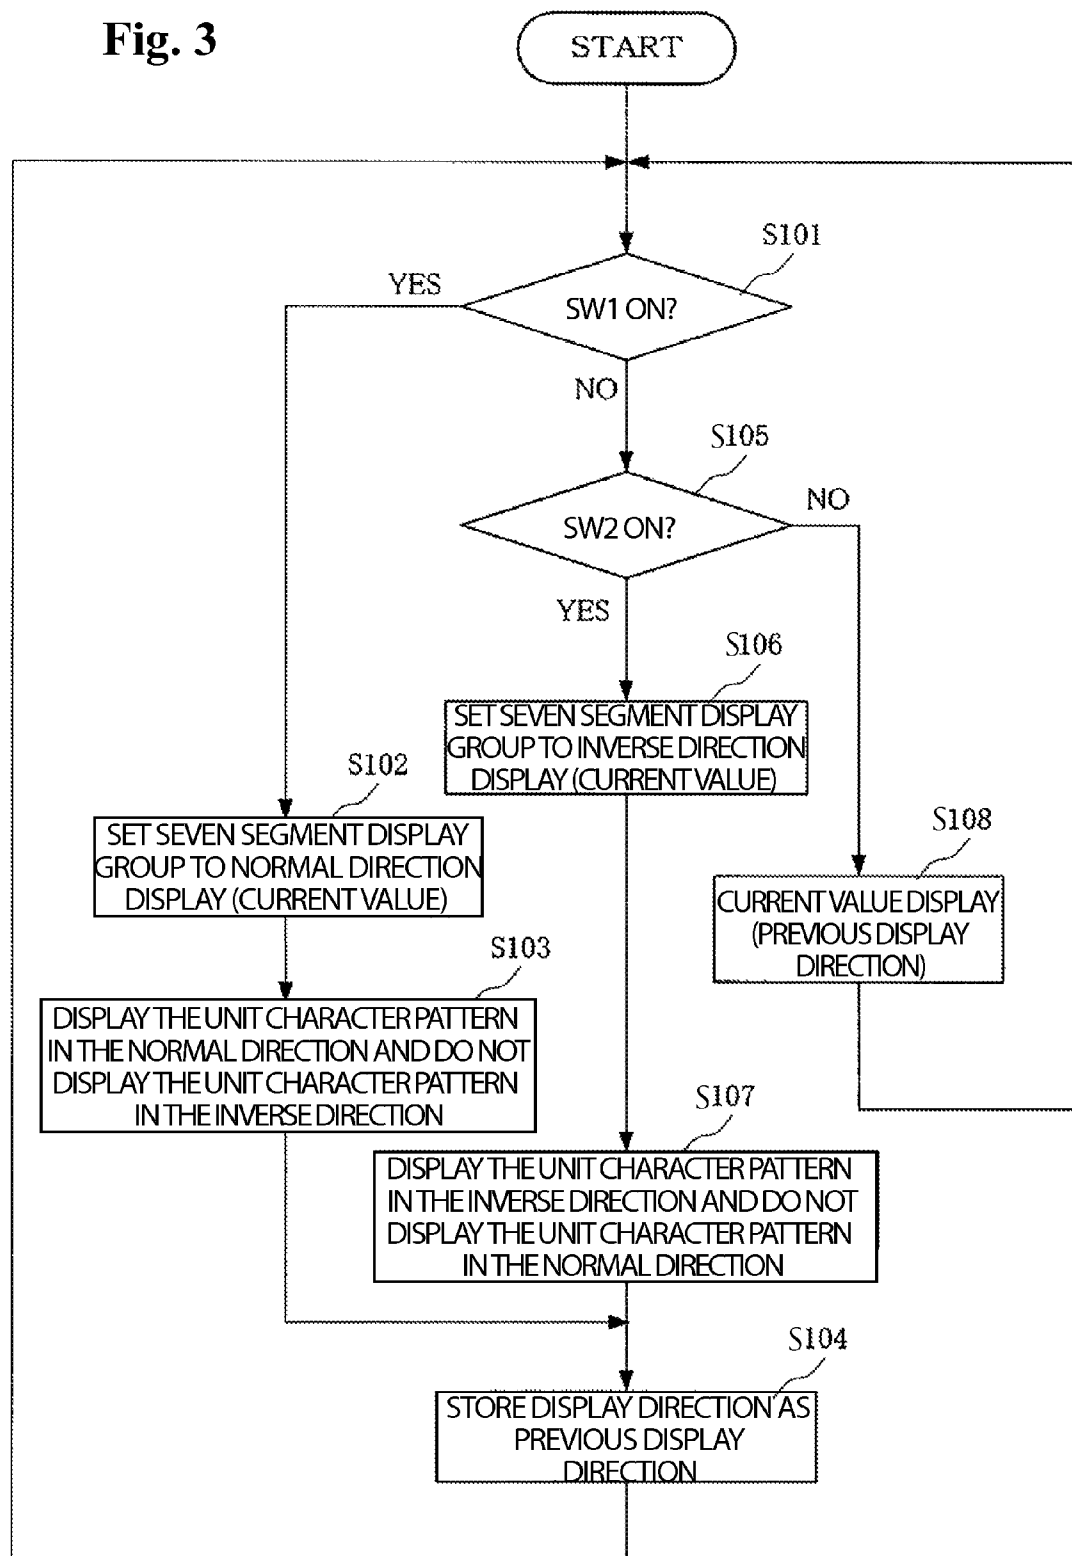 Fig. 3
START
S101
YES
SW1 ON?
NO
S105
NO
SW2 ON?
YES
S106
SET SEVEN SEGMENT DISPLAY
GROUP TO INVERSE DIRECTION
DISPLAY (CURRENT VALUE)
S102
SET SEVEN SEGMENT DISPLAY
GROUP TO NORMAL DIRECTION
DISPLAY (CURRENT VALUE)
S108
CURRENT VALUE DISPLAY
(PREVIOUS DISPLAY
DIRECTION)
S103
DISPLAY THE UNIT CHARACTER PATTERN
IN THE NORMAL DIRECTION AND DO NOT
DISPLAY THE UNIT CHARACTER PATTERN
IN THE INVERSE DIRECTION
S107
DISPLAY THE UNIT CHARACTER PATTERN
IN THE INVERSE DIRECTION AND DO NOT
DISPLAY THE UNIT CHARACTER PATTERN
IN THE NORMAL DIRECTION
S104
STORE DISPLAY DIRECTION AS
PREVIOUS DISPLAY
DIRECTION